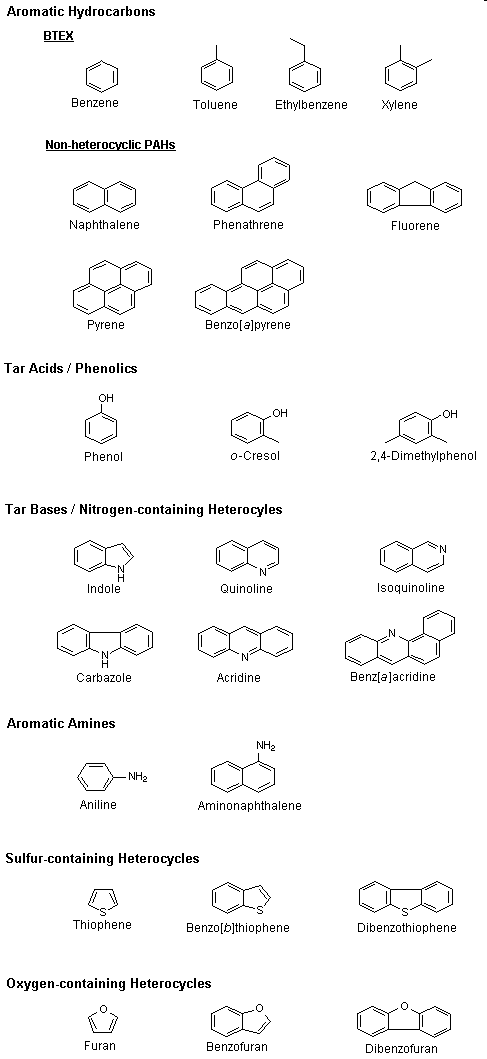 Aromatic Hydrocarbons
BTEX
Benzene Toluene Ethylbenzene Xylene
Non-heterocyclic PAHs
Naphthalene Phenathrene Fluorene
Pyrene Benzo[a]pyrene
Tar Acids / Phenolics
OH OH OH
Phenol o-Cresol 2,4-Dimethylphenol
Tar Bases / Nitrogen-containing Heterocyles
N H N N
Indole Quinoline Isoquinoline
N H N N
Carbazole Acridine Benz[a]acridine
Aromatic Amines
NH2 NH2
Aniline Aminonaphthalene
Sulfur-containing Heterocycles
S S S
Thiophene Benzo[b]thiophene Dibenzothiophene
Oxygen-containing Heterocycles
O O O
Furan Benzofuran Dibenzofuran